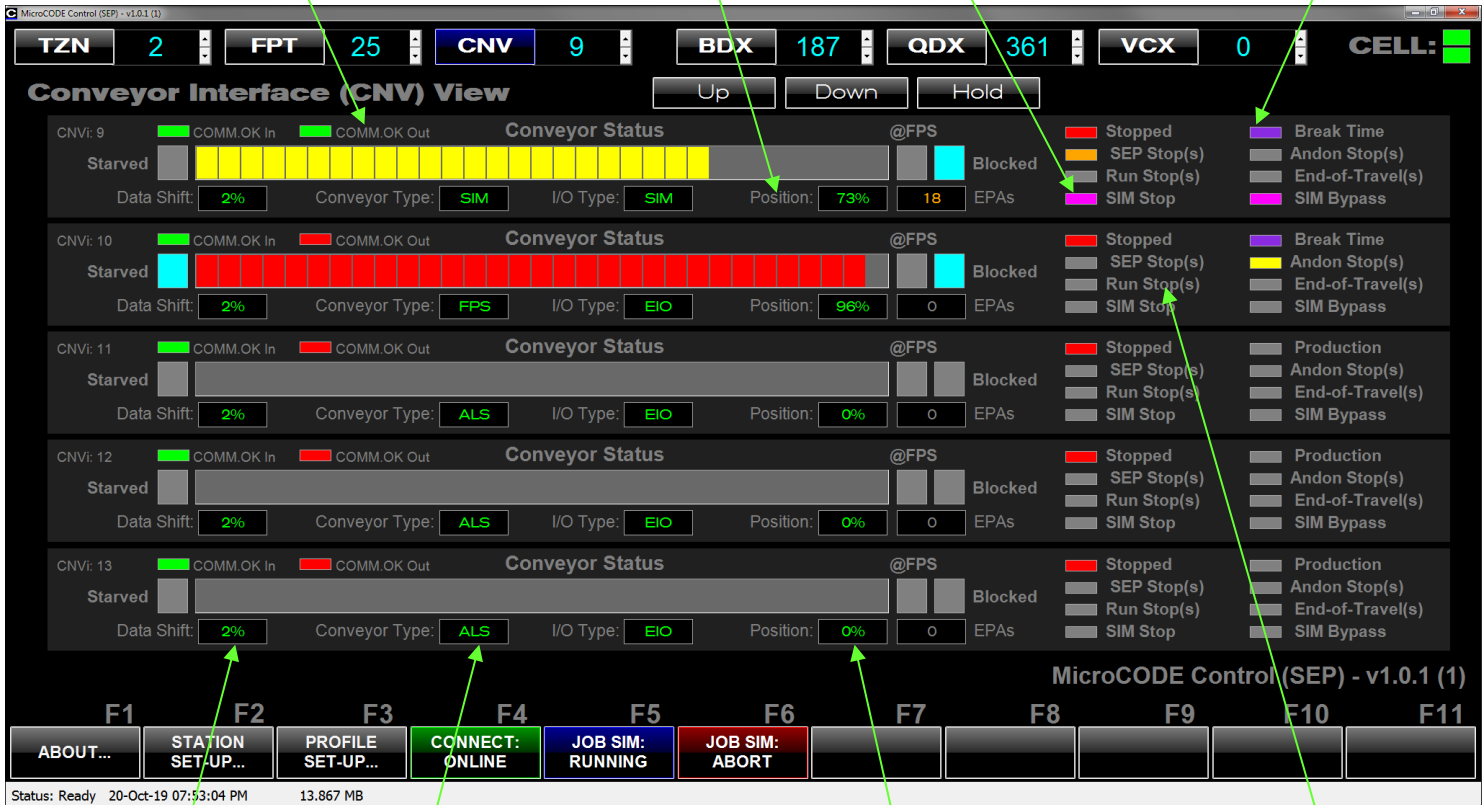 MicroCODE Control (SEP) - v1.0.1 (1)
TZN 2 FPT 25 CNV 9 BDX 187 QDX 361 VCX 0 CELL:
Conveyor Interface (CNV) View Up Down Hold
CNVi: 9 COMM.OK In COMM.OK Out Conveyor Status @FPS Stopped Break Time
Starved Blocked SEP Stop(s) Andon Stop(s)
Run Stop(s) End-of-Travel(s)
Data Shift: 2% Conveyor Type: SIM I/O Type: SIM Position: 73% 18 EPAs SIM Stop SIM Bypass
CNVi: 10 COMM.OK In COMM.OK Out Conveyor Status @FPS Stopped Break Time
Starved Blocked SEP Stop(s) Andon Stop(s)
Run Stop(s) End-of-Travel(s)
Data Shift: 2% Conveyor Type: FPS I/O Type: EIO Position: 96% 0 EPAs SIM Stop SIM Bypass
CNVi: 11 COMM.OK In COMM.OK Out Conveyor Status @FPS Stopped Production
Starved Blocked SEP Stop(s) Andon Stop(s)
Run Stop(s) End-of-Travel(s)
Data Shift: 2% Conveyor Type: ALS I/O Type: EIO Position: 0% 0 EPAs SIM Stop SIM Bypass
CNVi: 12 COMM.OK In COMM.OK Out Conveyor Status @FPS Stopped Production
Starved Blocked SEP Stop(s) Andon Stop(s)
Run Stop(s) End-of-Travel(s)
Data Shift: 2% Conveyor Type: ALS I/O Type: EIO Position: 0% 0 EPAs SIM Stop SIM Bypass
CNVi: 13 COMM.OK In COMM.OK Out Conveyor Status @FPS Stopped Production
Starved Blocked SEP Stop(s) Andon Stop(s)
Run Stop(s) End-of-Travel(s)
Data Shift: 2% Conveyor Type: ALS I/O Type: EIO Position: 0% 0 EPAs SIM Stop SIM Bypass
MicroCODE Control (SEP) - v1.0.1 (1)
F1 F2 F3 F4 F5 F6 F7 F8 F9 F10 F11
ABOUT... STATION SET-UP... PROFILE SET-UP... CONNECT: ONLINE JOB SIM: RUNNING JOB SIM: ABORT
Status: Ready 20-Oct-19 07:53:04 PM 13.867 MB